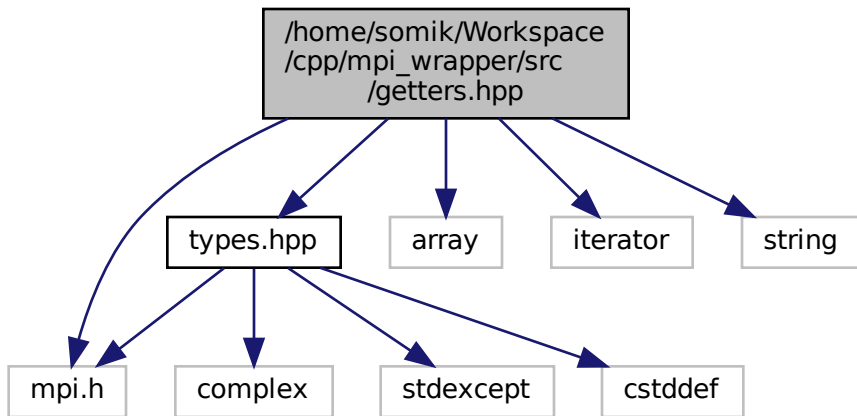 /home/somik/Workspace
/cpp/mpi_wrapper/src
/getters.hpp
types.hpp
array
iterator
string
mpi.h
complex
stdexcept
cstddef